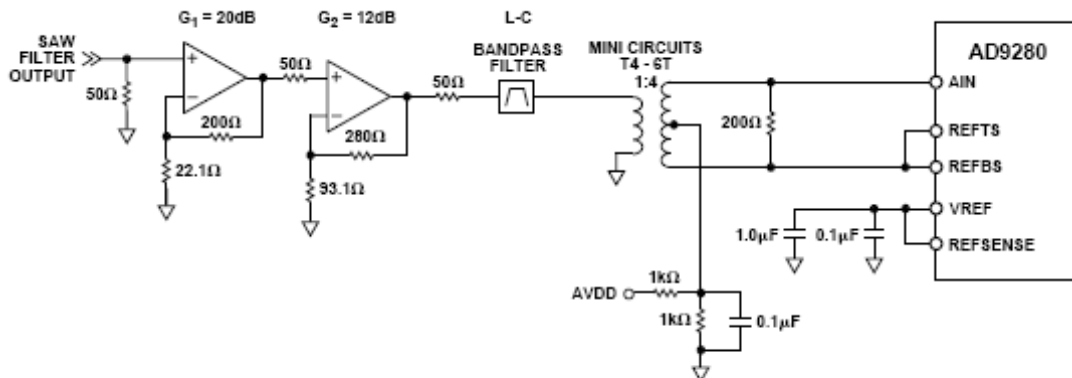 G1 = 20dB
G2 = 12dB
L-C
BANDPASS
FILTER
MINI CIRCUITS
T4 - 6T
1:4
AD9280
SAW
FILTER
OUTPUT
+
−
+
−
50Ω
50Ω
50Ω
200Ω
22.1Ω
280Ω
93.1Ω
200Ω
AIN
REFTS
REFBS
VREF
REFSENSE
1.0µF
0.1µF
AVDD
1kΩ
1kΩ
0.1µF